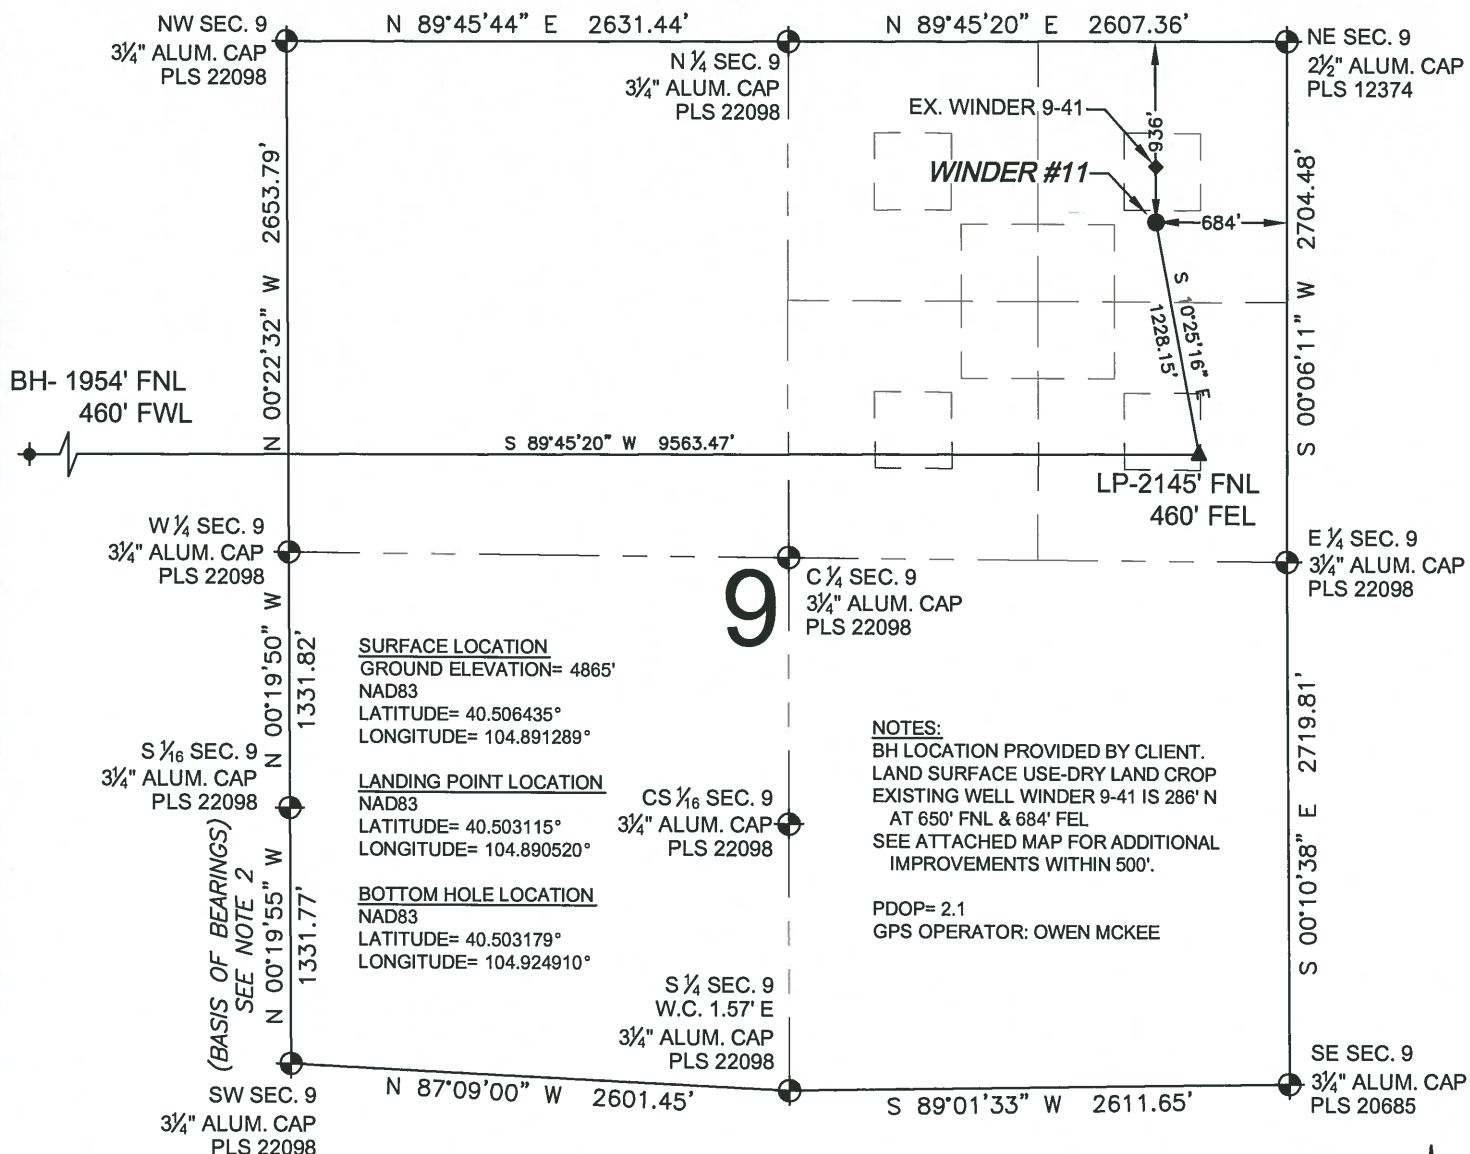 NW SEC. 9
3¼" ALUM. CAP
PLS 22098
N 89°45'44" E 2631.44'
N ¼ SEC. 9
3¼" ALUM. CAP
PLS 22098
N 89°45'20" E 2607.36'
NE SEC. 9
2½" ALUM. CAP
PLS 12374
EX. WINDER 9-41
936'
WINDER #11
684'
N 00°22'32" W 2653.79'
S 00°06'11" W 2704.48'
S 10°25'16" E
1228.15'
BH- 1954' FNL
460' FWL
S 89°45'20" W 9563.47'
LP-2145' FNL
460' FEL
W ¼ SEC. 9
3¼" ALUM. CAP
PLS 22098
9
C ¼ SEC. 9
3¼" ALUM. CAP
PLS 22098
E ¼ SEC. 9
3¼" ALUM. CAP
PLS 22098
N 00°19'50" W
1331.82'
SURFACE LOCATION
GROUND ELEVATION= 4865'
NAD83
LATITUDE= 40.506435°
LONGITUDE= 104.891289°
LANDING POINT LOCATION
NAD83
LATITUDE= 40.503115°
LONGITUDE= 104.890520°
BOTTOM HOLE LOCATION
NAD83
LATITUDE= 40.503179°
LONGITUDE= 104.924910°
S 1/16 SEC. 9
3¼" ALUM. CAP
PLS 22098
CS 1/16 SEC. 9
3¼" ALUM. CAP
PLS 22098
NOTES:
BH LOCATION PROVIDED BY CLIENT.
LAND SURFACE USE-DRY LAND CROP
EXISTING WELL WINDER 9-41 IS 286' N
AT 650' FNL & 684' FEL
SEE ATTACHED MAP FOR ADDITIONAL
IMPROVEMENTS WITHIN 500'.
PDOP= 2.1
GPS OPERATOR: OWEN MCKEE
S 00°10'38" E 2719.81'
(BASIS OF BEARINGS)
SEE NOTE 2
N 00°19'55" W
1331.77'
S ¼ SEC. 9
W.C. 1.57' E
3¼" ALUM. CAP
PLS 22098
SW SEC. 9
3¼" ALUM. CAP
PLS 22098
N 87°09'00" W 2601.45'
S 89°01'33" W 2611.65'
SE SEC. 9
3¼" ALUM. CAP
PLS 20685